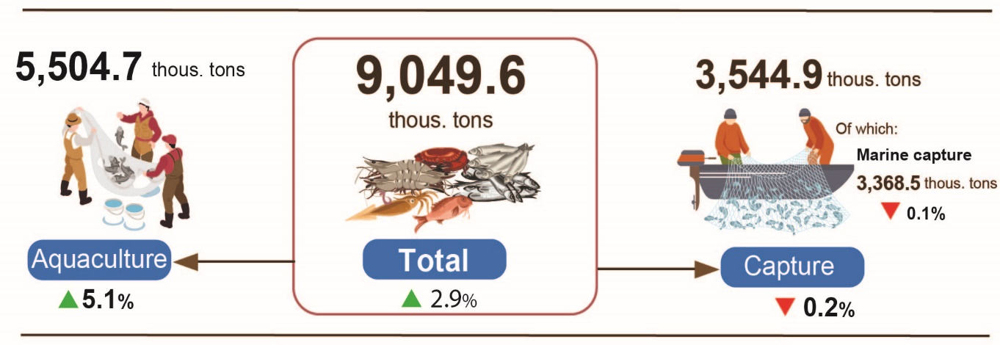 5,504.7 thous. tons
Aquaculture
▲ 5.1%
9,049.6
thous. tons
Total
▲ 2.9%
3,544.9 thous. tons
Of which:
Marine capture
3,368.5 thous. tons
▼ 0.1%
Capture
▼ 0.2%